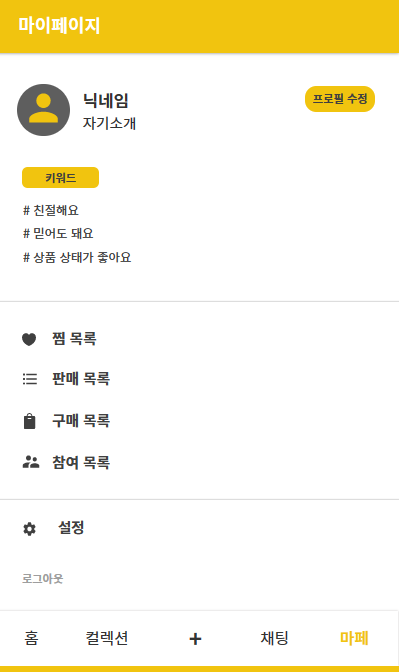 마이페이지
닉네임
프로필 수정
자기소개
키워드
# 친절해요
# 믿어도 돼요
# 상품 상태가 좋아요
찜 목록
판매 목록
구매 목록
참여 목록
설정
로그아웃
홈 컬렉션 + 채팅 마페